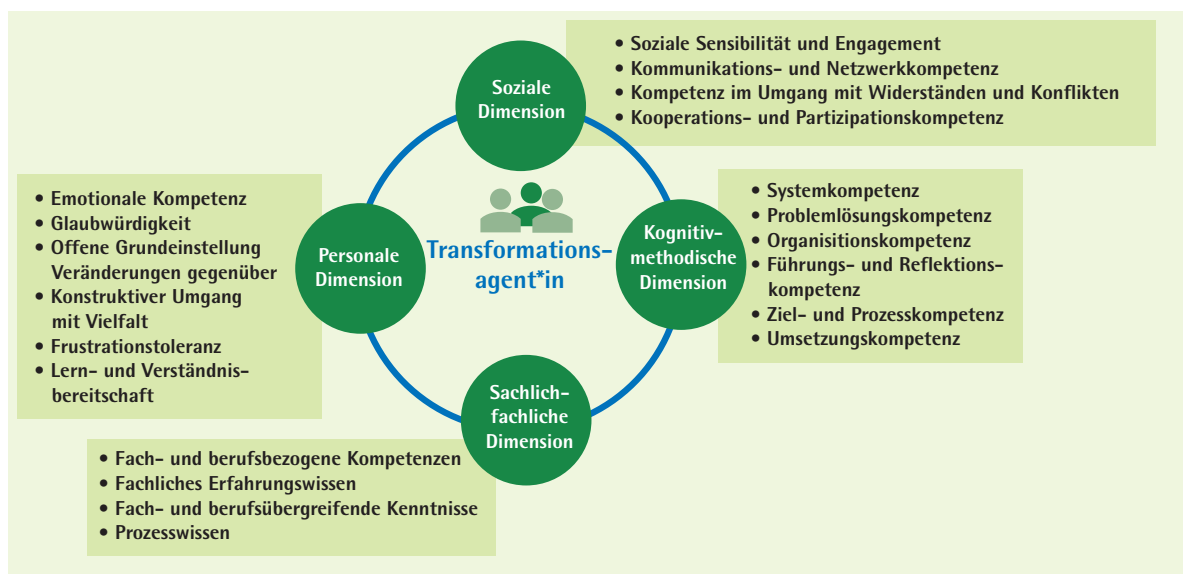 Soziale
Dimension
• Soziale Sensibilität und Engagement
• Kommunikations- und Netzwerkkompetenz
• Kompetenz im Umgang mit Widerständen und Konflikten
• Kooperations- und Partizipationskompetenz
• Emotionale Kompetenz
• Glaubwürdigkeit
• Offene Grundeinstellung
Veränderungen gegenüber
• Konstruktiver Umgang
mit Vielfalt
• Frustrationstoleranz
• Lern- und Verständnis-
bereitschaft
Personale
Dimension
Transformations-
agent*in
Kognitiv-
methodische
Dimension
• Systemkompetenz
• Problemlösungskompetenz
• Organisitionskompetenz
• Führungs- und Reflektions-
kompetenz
• Ziel- und Prozesskompetenz
• Umsetzungskompetenz
Sachlich-
fachliche
Dimension
• Fach- und berufsbezogene Kompetenzen
• Fachliches Erfahrungswissen
• Fach- und berufsübergreifende Kenntnisse
• Prozesswissen